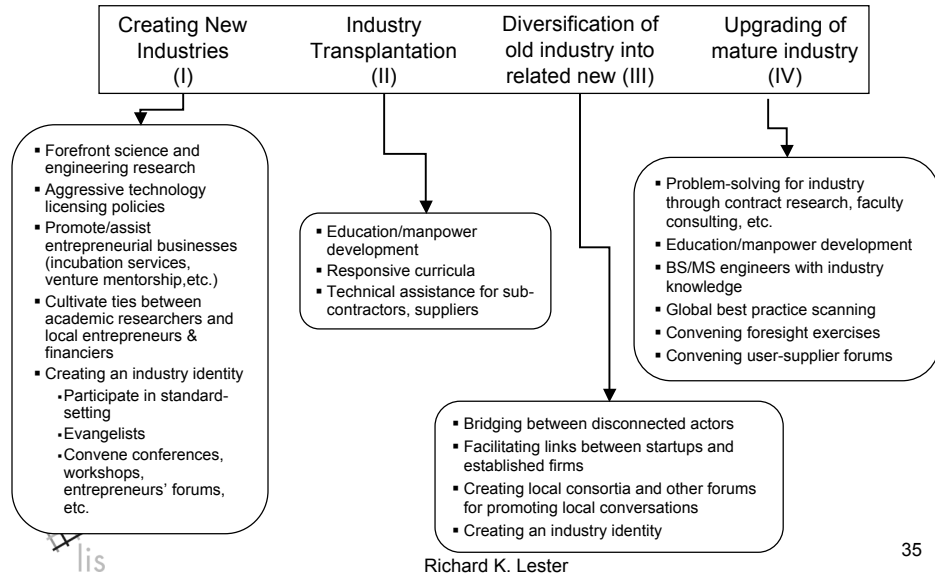 Creating New
Industries
(I)
Industry
Transplantation
(II)
Diversification of
old industry into
related new (III)
Upgrading of
mature industry
(IV)
▪ Forefront science and
engineering research
▪ Aggressive technology
licensing policies
▪ Promote/assist
entrepreneurial businesses
(incubation services,
venture mentorship,etc.)
▪ Cultivate ties between
academic researchers and
local entrepreneurs &
financiers
▪ Creating an industry identity
▪Participate in standard-
setting
▪Evangelists
▪Convene conferences,
workshops,
entrepreneurs’ forums,
etc.
▪ Education/manpower
development
▪ Responsive curricula
▪ Technical assistance for sub-
contractors, suppliers
▪ Bridging between disconnected actors
▪ Facilitating links between startups and
established firms
▪ Creating local consortia and other forums
for promoting local conversations
▪ Creating an industry identity
▪ Problem-solving for industry
through contract research, faculty
consulting, etc.
▪ Education/manpower development
▪ BS/MS engineers with industry
knowledge
▪ Global best practice scanning
▪ Convening foresight exercises
▪ Convening user-supplier forums
lis
Richard K. Lester
35